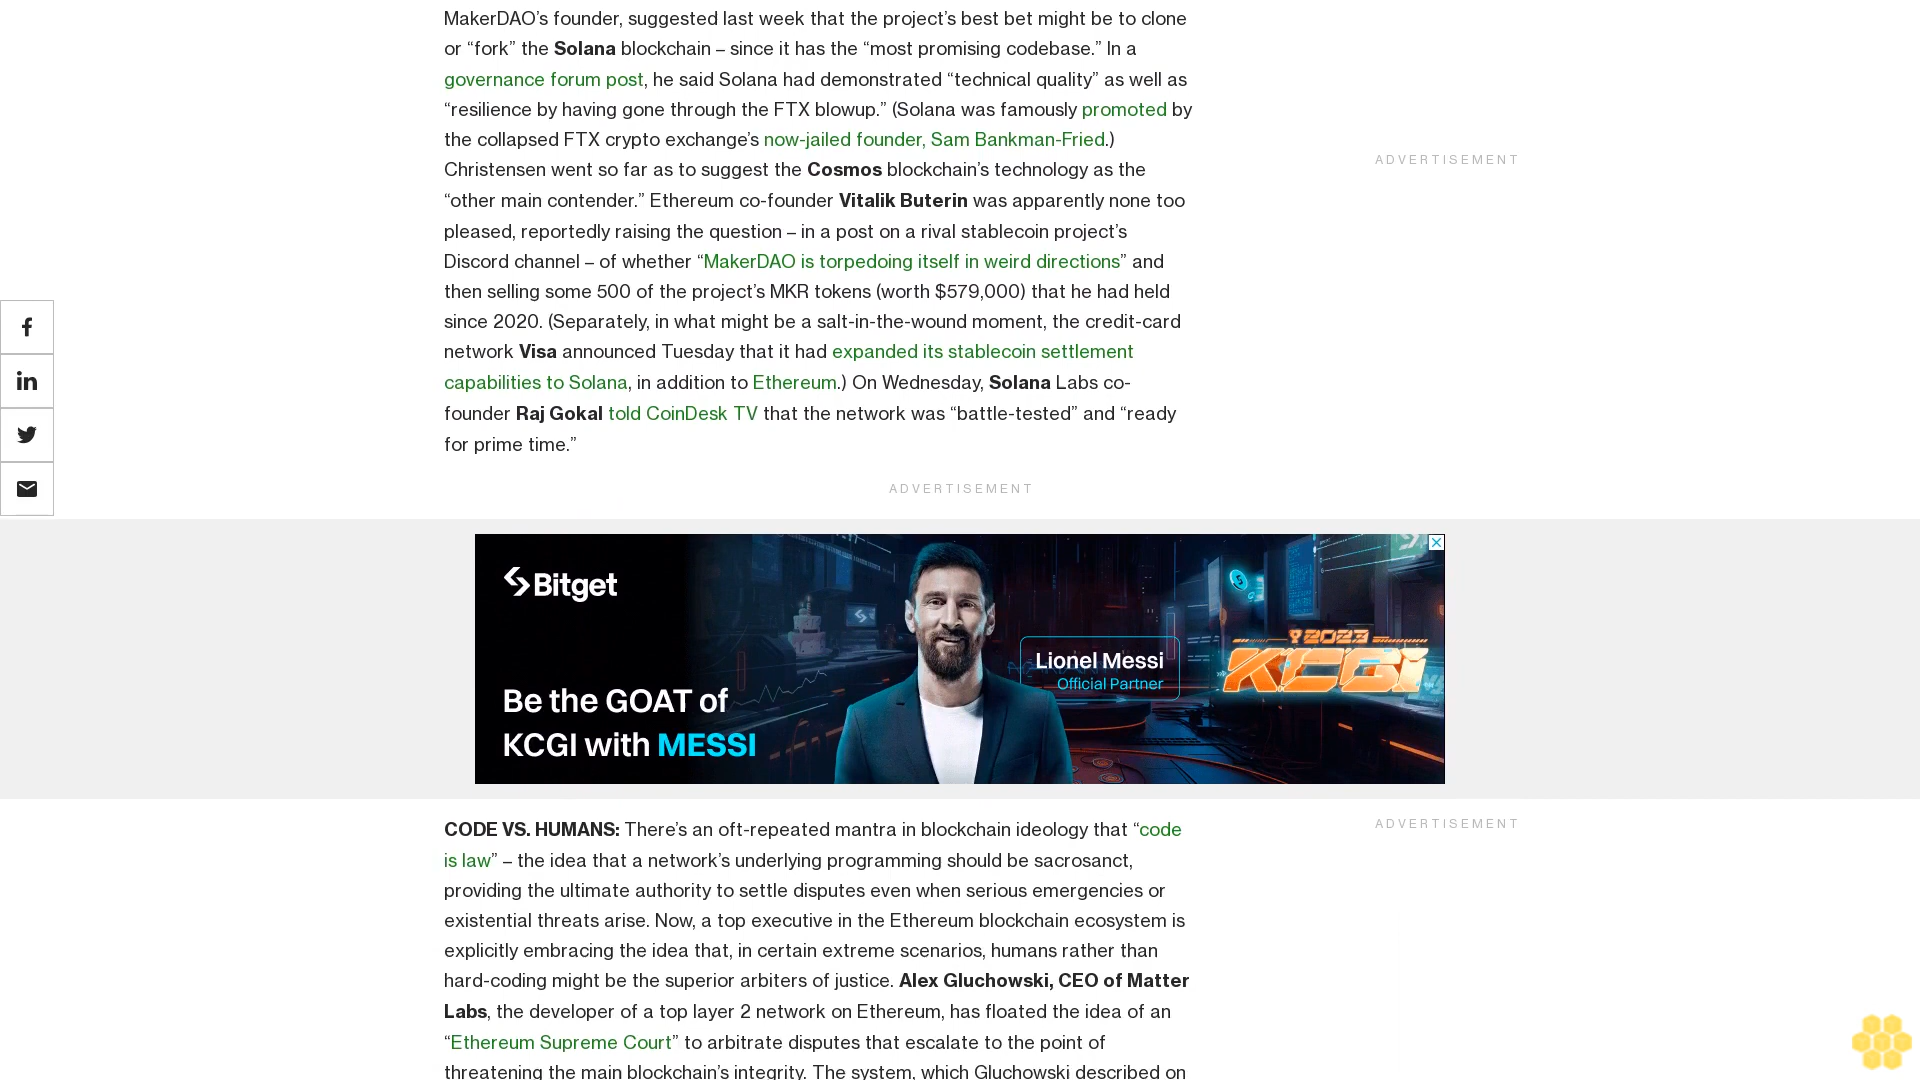 MakerDAO’s founder, suggested last week that the project’s best bet might be to clone
or “fork” the Solana blockchain – since it has the “most promising codebase.” In a
governance forum post, he said Solana had demonstrated “technical quality” as well as
“resilience by having gone through the FTX blowup.” (Solana was famously promoted by
the collapsed FTX crypto exchange’s now-jailed founder, Sam Bankman-Fried.)
Christensen went so far as to suggest the Cosmos blockchain’s technology as the
“other main contender.” Ethereum co-founder Vitalik Buterin was apparently none too
pleased, reportedly raising the question – in a post on a rival stablecoin project’s
Discord channel – of whether “MakerDAO is torpedoing itself in weird directions” and
then selling some 500 of the project’s MKR tokens (worth $579,000) that he had held
since 2020. (Separately, in what might be a salt-in-the-wound moment, the credit-card
network Visa announced Tuesday that it had expanded its stablecoin settlement
capabilities to Solana, in addition to Ethereum.) On Wednesday, Solana Labs co-
founder Raj Gokal told CoinDesk TV that the network was “battle-tested” and “ready
for prime time.”
ADVERTISEMENT
ADVERTISEMENT
Bitget
Be the GOAT of
KCGI with MESSI
Lionel Messi
Official Partner
2023
KCGI
CODE VS. HUMANS: There’s an oft-repeated mantra in blockchain ideology that “code
is law” – the idea that a network’s underlying programming should be sacrosanct,
providing the ultimate authority to settle disputes even when serious emergencies or
existential threats arise. Now, a top executive in the Ethereum blockchain ecosystem is
explicitly embracing the idea that, in certain extreme scenarios, humans rather than
hard-coding might be the superior arbiters of justice. Alex Gluchowski, CEO of Matter
Labs, the developer of a top layer 2 network on Ethereum, has floated the idea of an
“Ethereum Supreme Court” to arbitrate disputes that escalate to the point of
threatening the main blockchain’s integrity. The system, which Gluchowski described on
ADVERTISEMENT